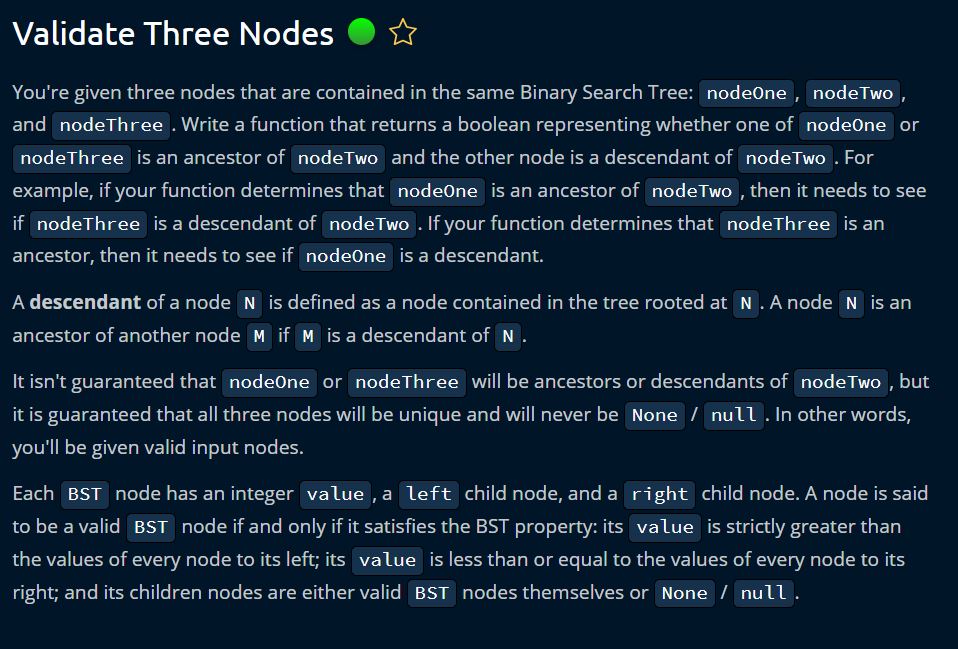 Validate Three Nodes
You're given three nodes that are contained in the same Binary Search Tree: nodeOne, nodeTwo,
and nodeThree. Write a function that returns a boolean representing whether one of nodeOne or
nodeThree is an ancestor of nodeTwo and the other node is a descendant of nodeTwo. For
example, if your function determines that nodeOne is an ancestor of nodeTwo, then it needs to see
if nodeThree is a descendant of nodeTwo. If your function determines that nodeThree is an
ancestor, then it needs to see if nodeOne is a descendant.
A descendant of a node N is defined as a node contained in the tree rooted at N. A node N is an
ancestor of another node M if M is a descendant of N.
It isn't guaranteed that nodeOne or nodeThree will be ancestors or descendants of nodeTwo, but
it is guaranteed that all three nodes will be unique and will never be None / null. In other words,
you'll be given valid input nodes.
Each BST node has an integer value, a left child node, and a right child node. A node is said
to be a valid BST node if and only if it satisfies the BST property: its value is strictly greater than
the values of every node to its left; its value is less than or equal to the values of every node to its
right; and its children nodes are either valid BST nodes themselves or None / null.